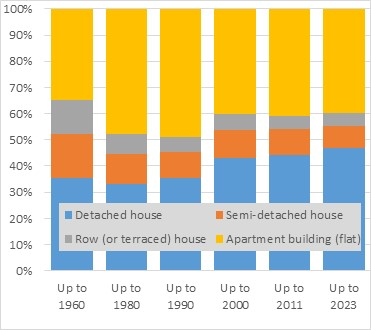 100%
90%
80%
70%
60%
50%
40%
30%
20%
10%
0%
Detached house
Semi-detached house
Row (or terraced) house
Apartment building (flat)
Up to 1960
Up to 1980
Up to 1990
Up to 2000
Up to 2011
Up to 2023